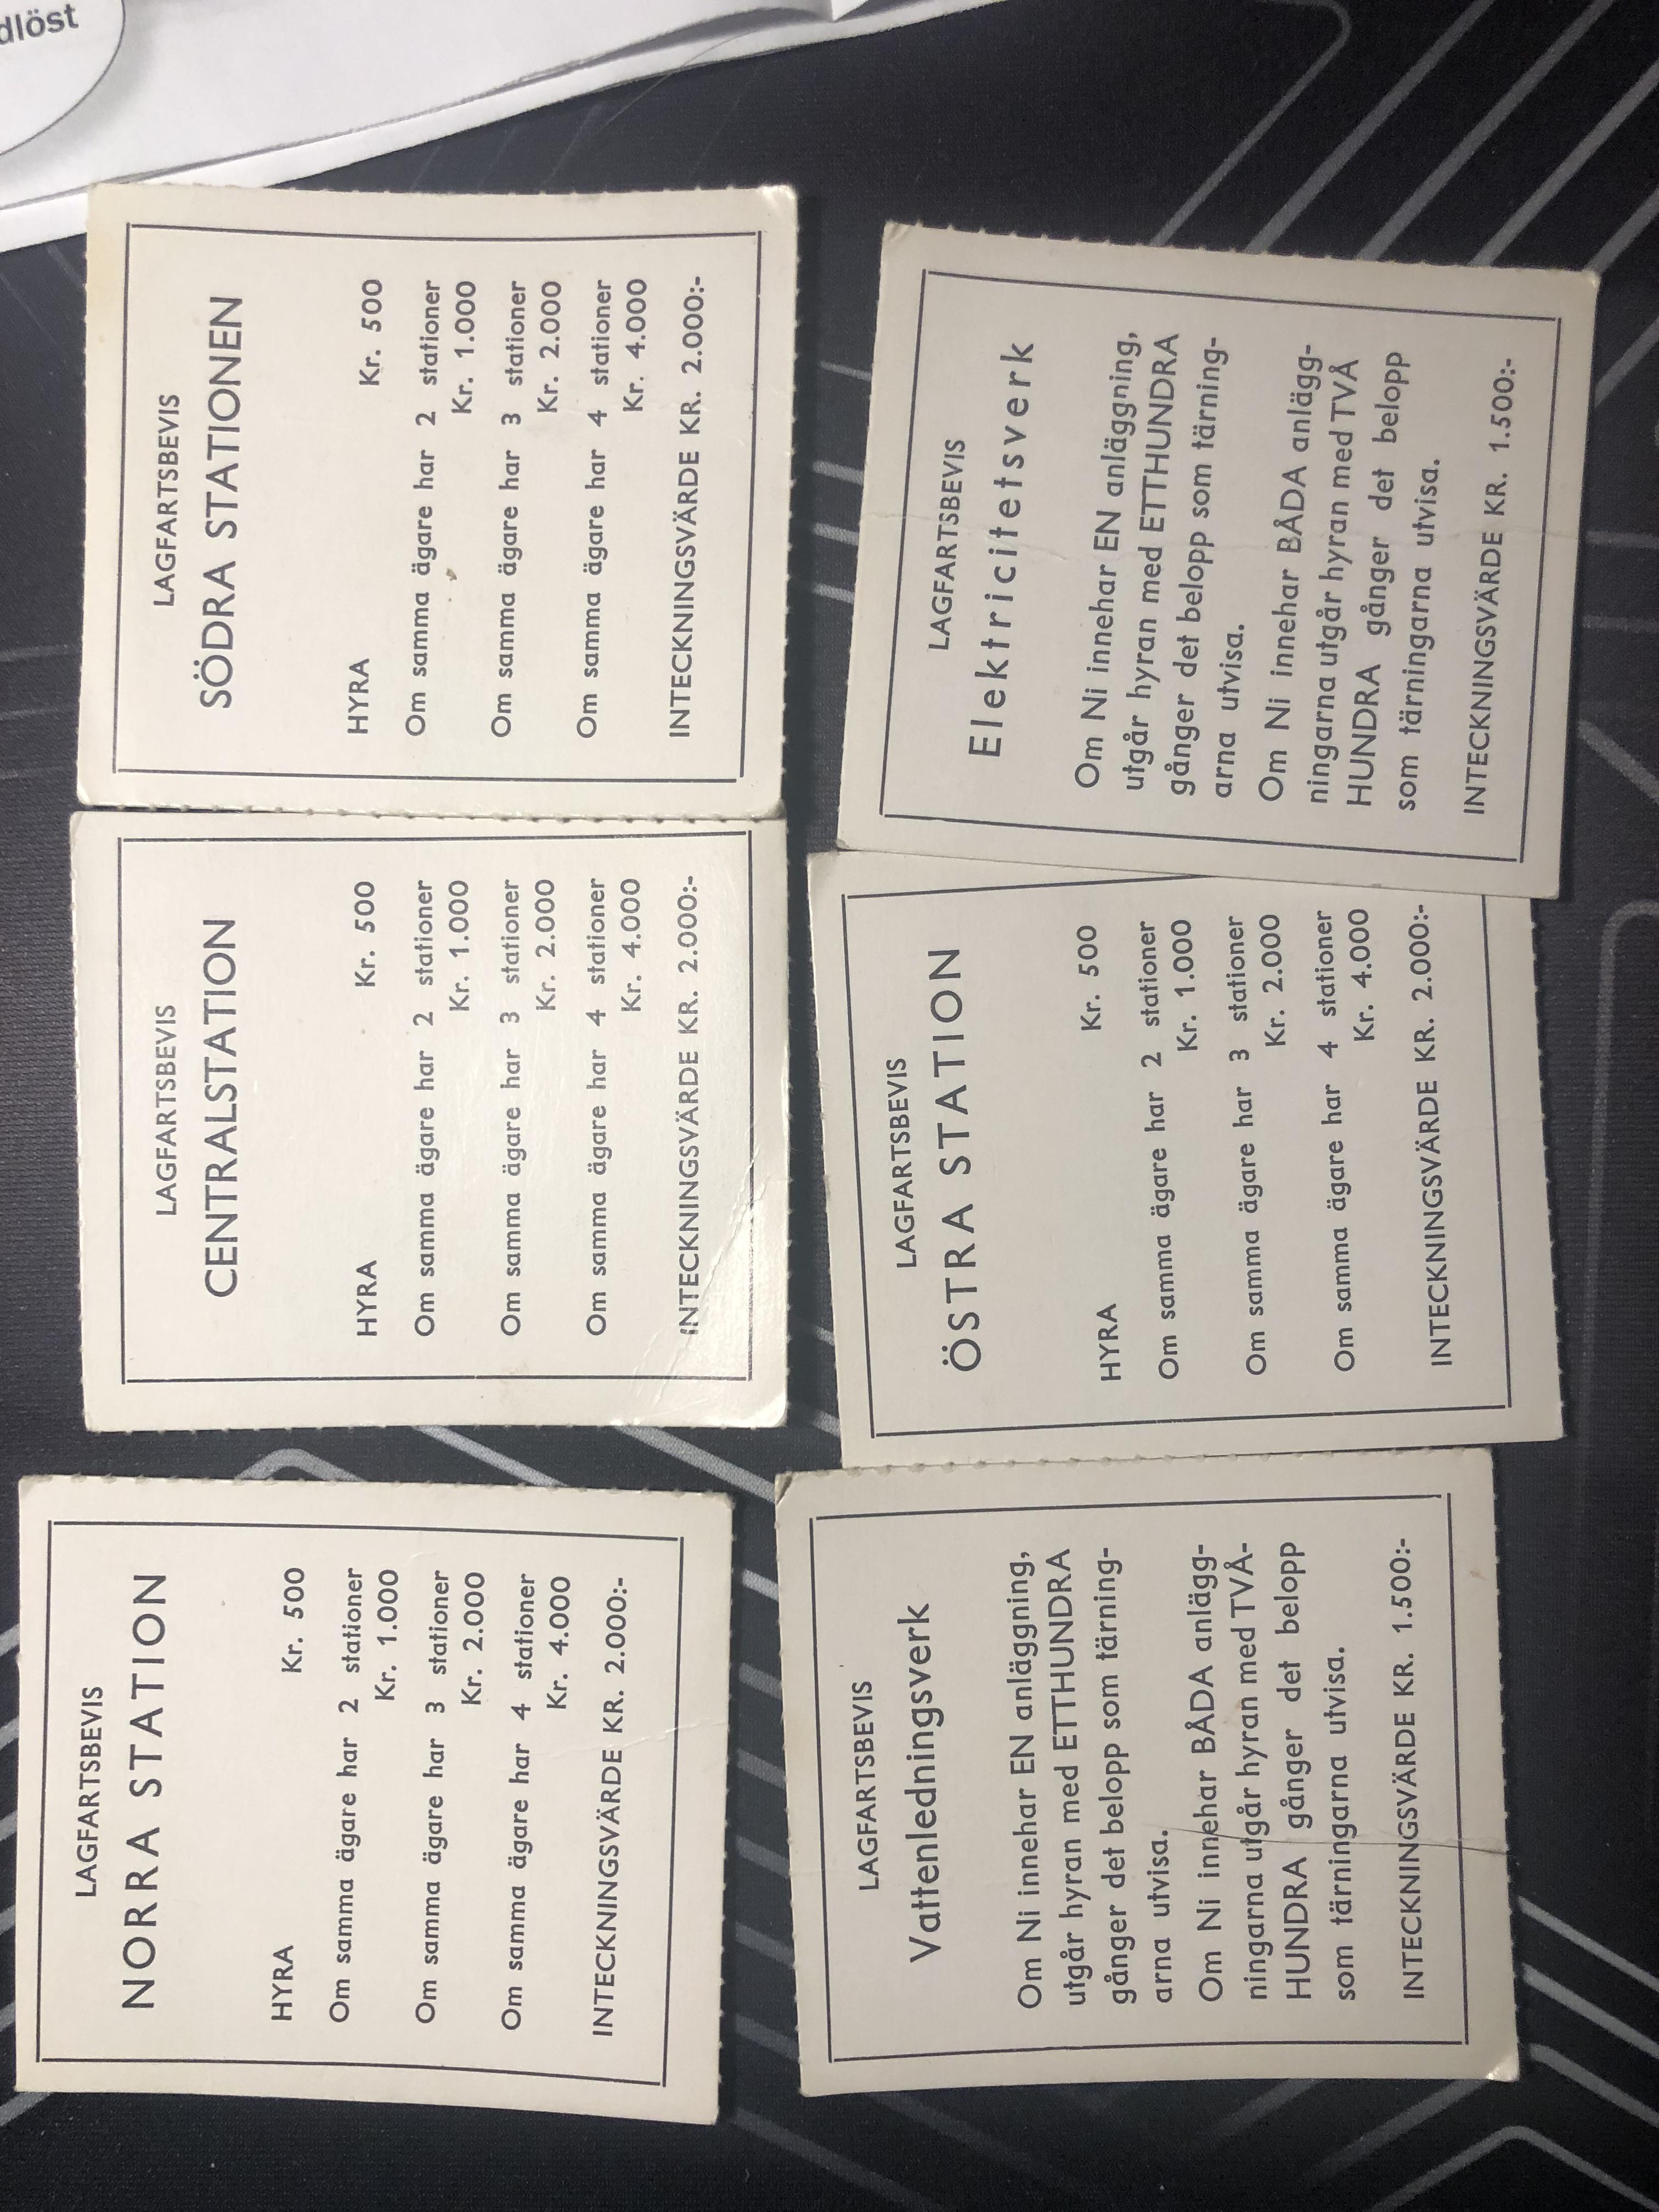 LAGFARTSBEVIS
NORRA STATION
HYRA Kr. 500
Om samma ägare har 2 stationer
Kr. 1.000
Om samma ägare har 3 stationer
Kr. 2.000
Om samma ägare har 4 stationer
Kr. 4.000
INTECKNINGSVÄRDE KR. 2.000:-
LAGFARTSBEVIS
CENTRALSTATION
HYRA Kr. 500
Om samma ägare har 2 stationer
Kr. 1.000
Om samma ägare har 3 stationer
Kr. 2.000
Om samma ägare har 4 stationer
Kr. 4.000
INTECKNINGSVÄRDE KR. 2.000:-
LAGFARTSBEVIS
SÖDRA STATIONEN
HYRA Kr. 500
Om samma ägare har 2 stationer
Kr. 1.000
Om samma ägare har 3 stationer
Kr. 2.000
Om samma ägare har 4 stationer
Kr. 4.000
INTECKNINGSVÄRDE KR. 2.000:-
LAGFARTSBEVIS
Vattenledningsverk
Om Ni innehar EN anläggning,
utgår hyran med ETTHUNDRA
gånger det belopp som tärning-
arna utvisa.
Om Ni innehar BÅDA anlägg-
ningarna utgår hyran med TVÅ-
HUNDRA gånger det belopp
som tärningarna utvisa.
INTECKNINGSVÄRDE KR. 1.500:-
LAGFARTSBEVIS
ÖSTRA STATION
HYRA Kr. 500
Om samma ägare har 2 stationer
Kr. 1.000
Om samma ägare har 3 stationer
Kr. 2.000
Om samma ägare har 4 stationer
Kr. 4.000
INTECKNINGSVÄRDE KR. 2.000:-
LAGFARTSBEVIS
Elektricitetsverk
Om Ni innehar EN anläggning,
utgår hyran med ETTHUNDRA
gånger det belopp som tärning-
arna utvisa.
Om Ni innehar BÅDA anlägg-
ningarna utgår hyran med TVÅ
HUNDRA gånger det belopp
som tärningarna utvisa.
INTECKNINGSVÄRDE KR. 1.500:-